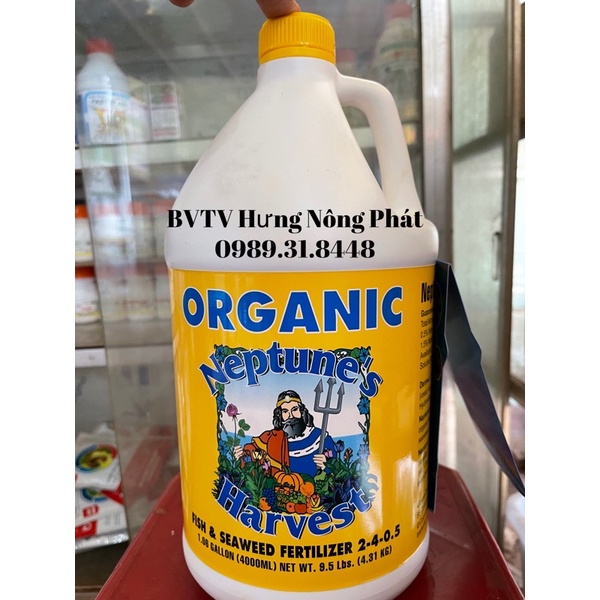 BVTV Hưng Nông Phát
0989.31.8448
ORGANIC
Neptune's
Harvest
FISH & SEAWEED FERTILIZER 2-4-0.5
1.06 GALLON (4000ML) NET WT. 9.5 Lbs. (4.31 KG)